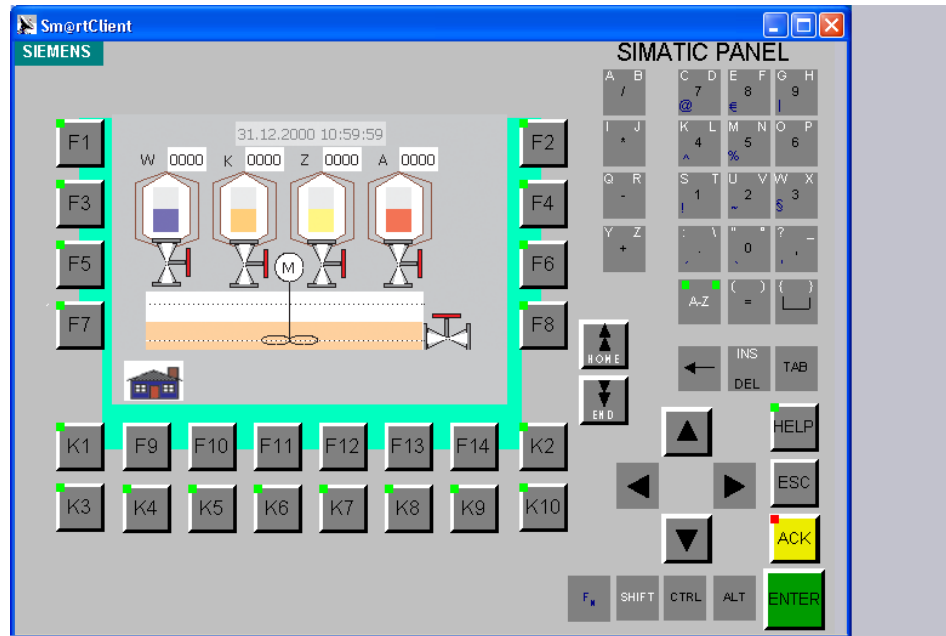 Sm@rtClient
SIEMENS
SIMATIC PANEL
A B / C D 7 @ E F 8 € G H 9 |
F1 31.12.2000 10:59:59 F2 I J * K L 4 ^ M N 5 % O P 6
W 0000 K 0000 Z 0000 A 0000
F3 F4 Q R - S T 1 ! U V 2 ~ W X 3 §
F5 M F6 Y Z + : \ . " ° 0 ? _ , '
F7 F8 A-Z ( ) = { }
HOME
INS
DEL
TAB
END
K1 F9 F10 F11 F12 F13 F14 K2 HELP
K3 K4 K5 K6 K7 K8 K9 K10 ESC
ACK
FN SHIFT CTRL ALT ENTER